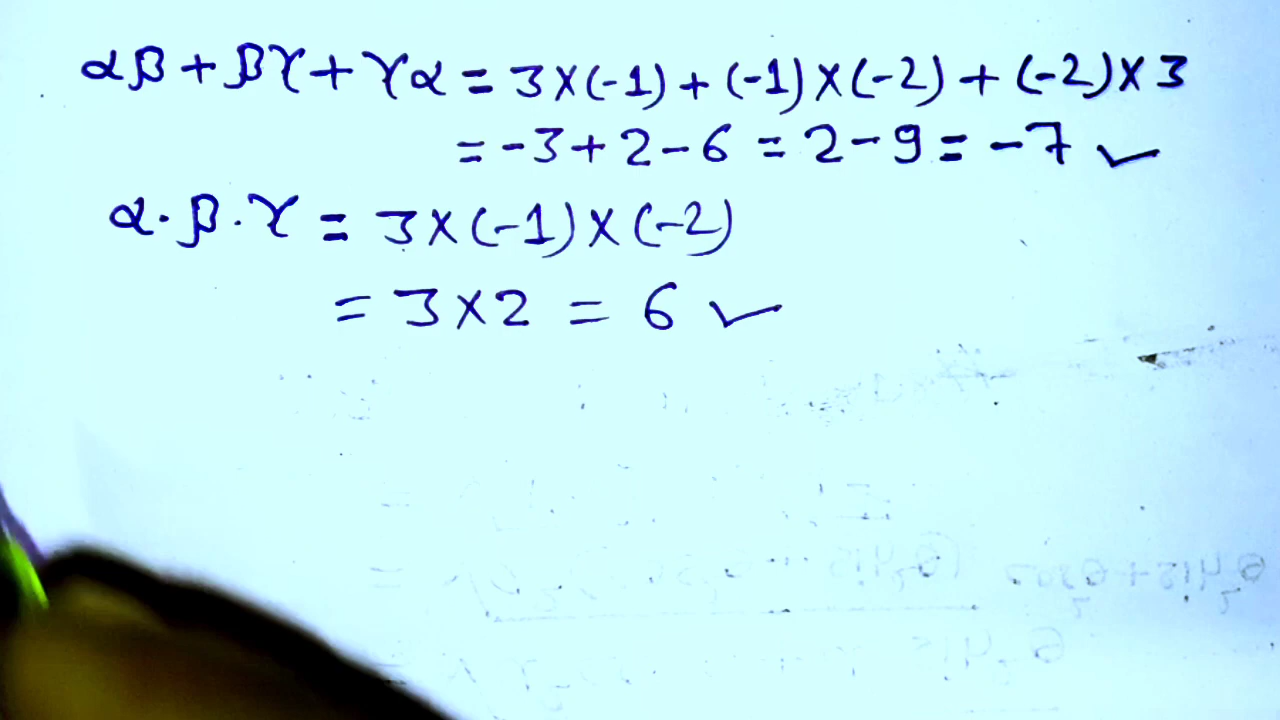 αβ + βγ + γα = 3×(-1) + (-1)×(-2) + (-2)×3
= -3 + 2 - 6 = 2 - 9 = -7 ✓
α·β·γ = 3×(-1)×(-2)
= 3×2 = 6 ✓